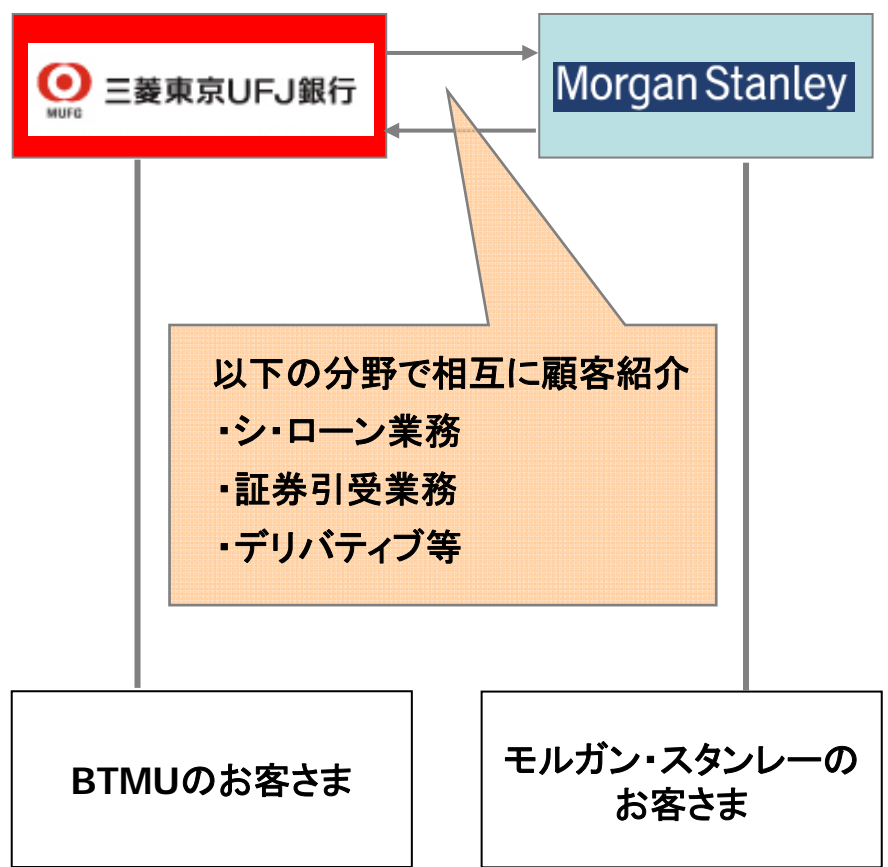 三菱東京UFJ銀行
MUFG
Morgan Stanley
以下の分野で相互に顧客紹介
・シ・ローン業務
・証券引受業務
・デリバティブ等
BTMUのお客さま
モルガン・スタンレーの
お客さま